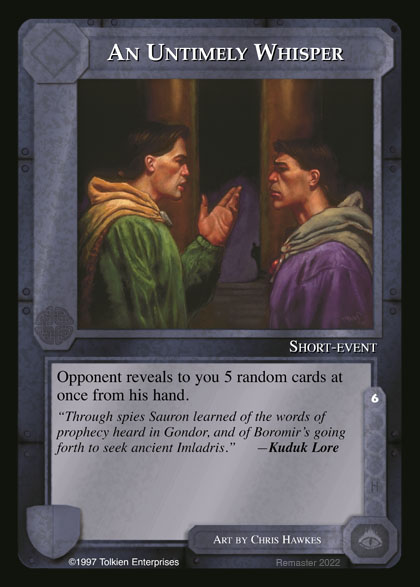 An Untimely Whisper
Short-event
Opponent reveals to you 5 random cards at
once from his hand.
“Through spies Sauron learned of the words of
prophecy heard in Gondor, and of Boromir’s going
forth to seek ancient Imladris.” —Kuduk Lore
6
H
Art by Chris Hawkes
©1997 Tolkien Enterprises
Remaster 2022